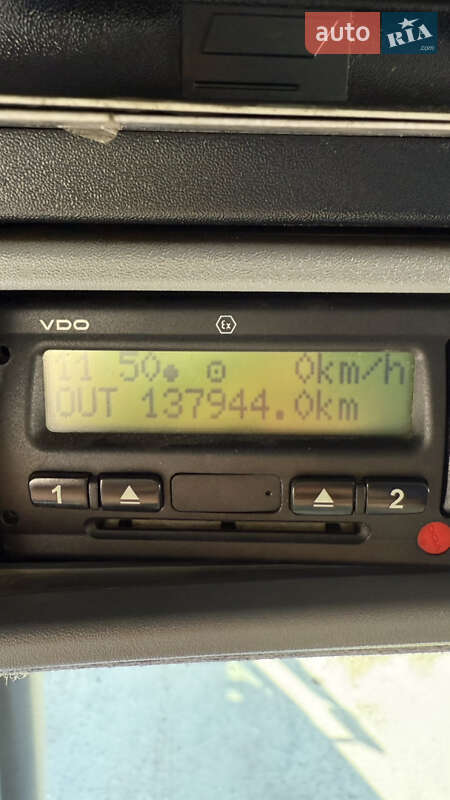 auto RIA .com
VDO Ex
11 50 0km/h
OUT 137944.0km
1 2